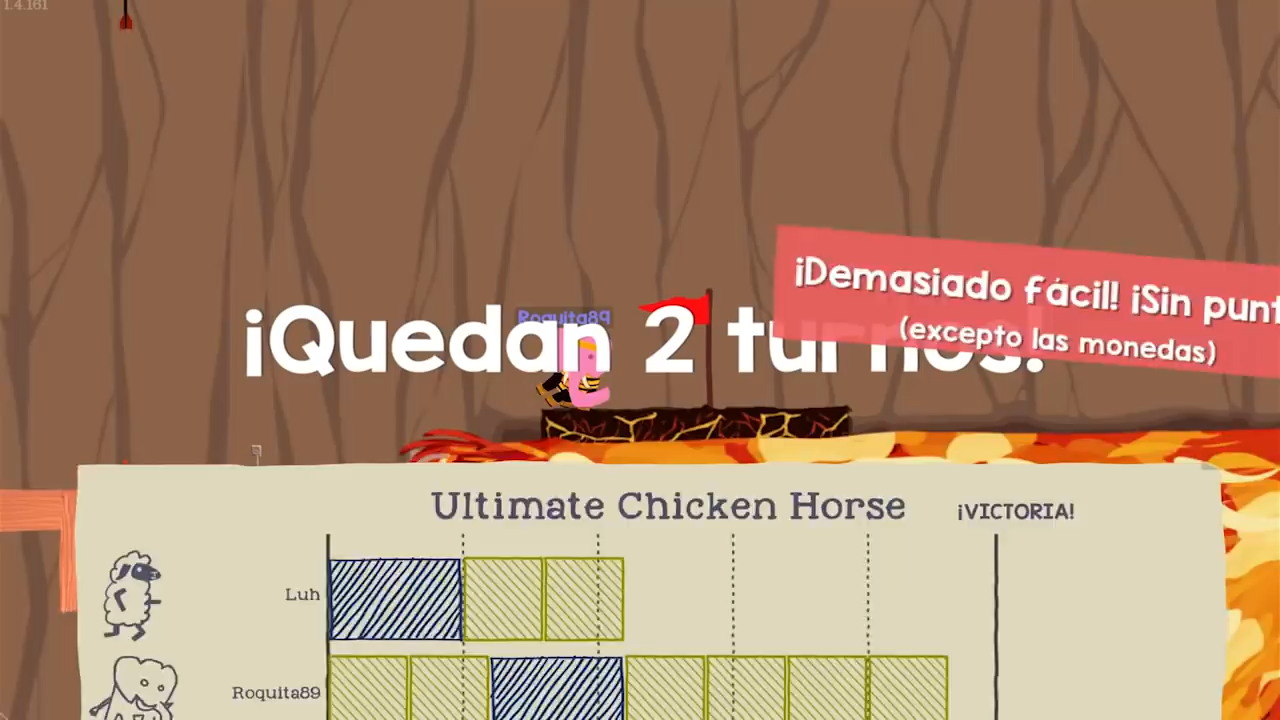 1.4.161
Roquita89
¡Quedan 2 turnos!
¡Demasiado fácil! ¡Sin punt
(excepto las monedas)
Ultimate Chicken Horse
¡VICTORIA!
Luh
Roquita89